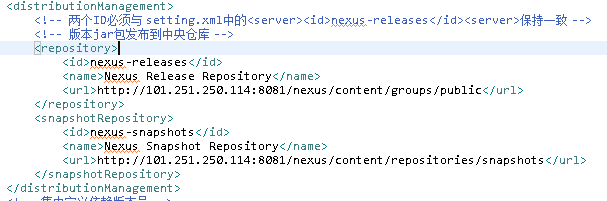 <distributionManagement>
<!-- 两个ID必须与 setting.xml中的<server><id>nexus-releases</id><server>保持一致 -->
<!-- 版本jar包发布到中央仓库 -->
<repository>
<id>nexus-releases</id>
<name>Nexus Release Repository</name>
<url>http://101.251.250.114:8081/nexus/content/groups/public</url>
</repository>
<snapshotRepository>
<id>nexus-snapshots</id>
<name>Nexus Snapshot Repository</name>
<url>http://101.251.250.114:8081/nexus/content/repositories/snapshots</url>
</snapshotRepository>
</distributionManagement>